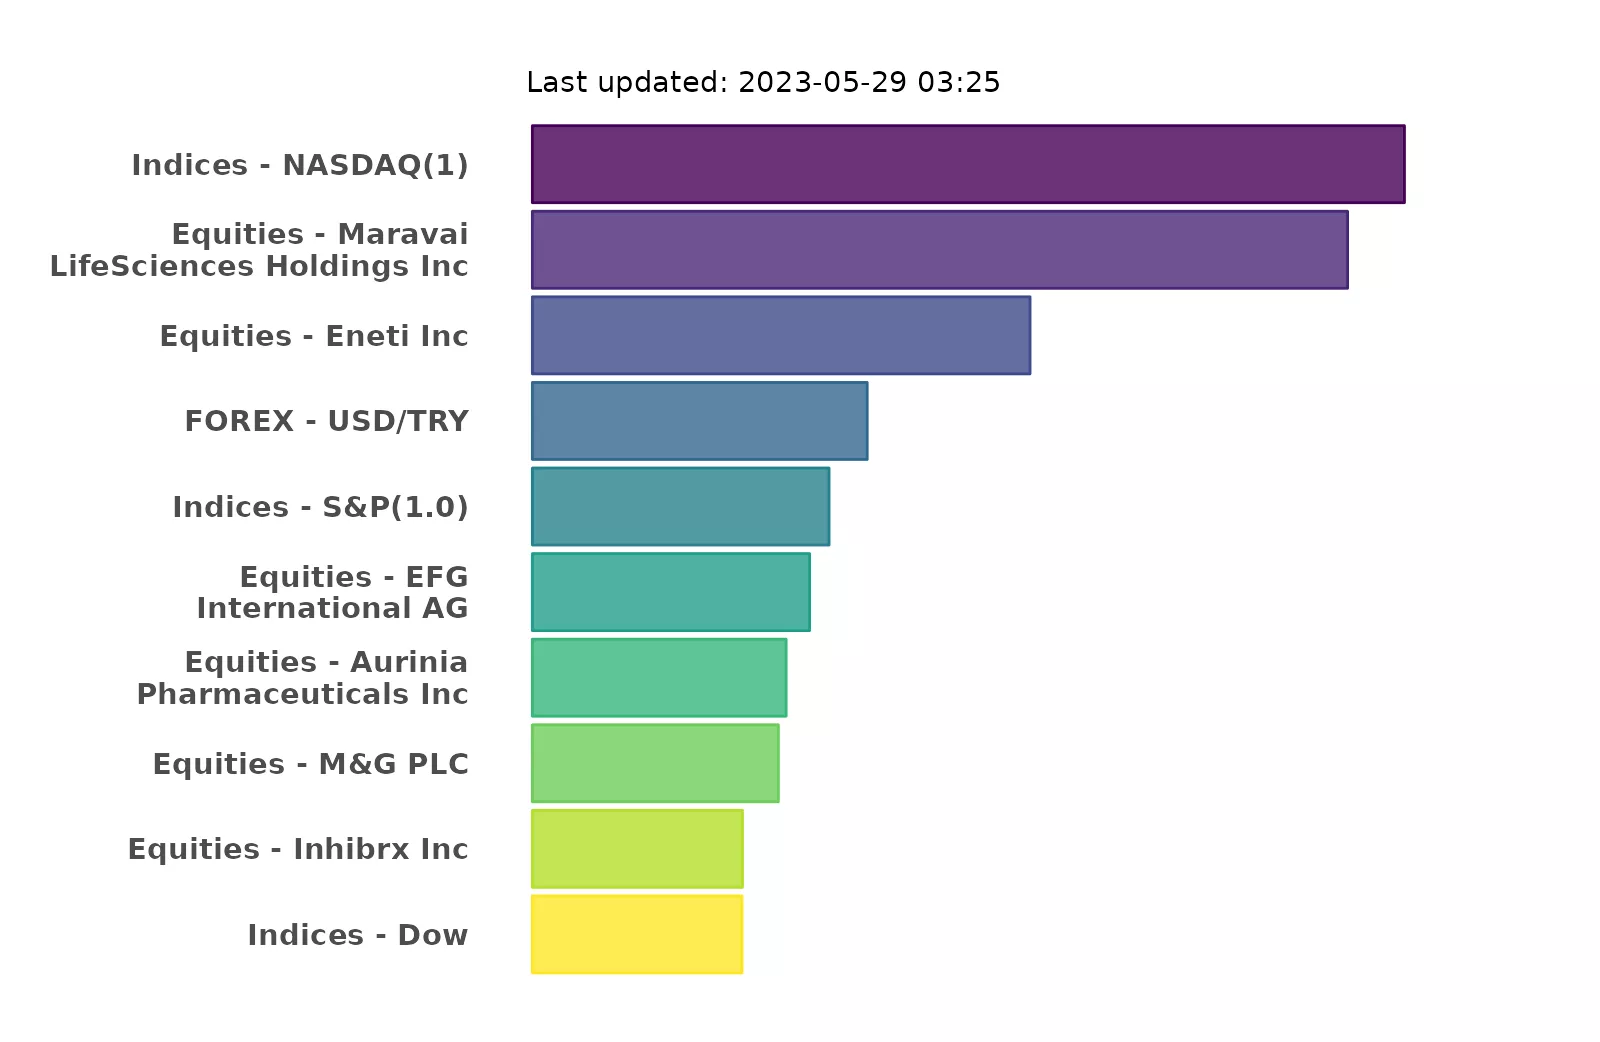 Last updated: 2023-05-29 03:25
Indices - NASDAQ(1)
Equities - Maravai
LifeSciences Holdings Inc
Equities - Eneti Inc
FOREX - USD/TRY
Indices - S&P(1.0)
Equities - EFG
International AG
Equities - Aurinia
Pharmaceuticals Inc
Equities - M&G PLC
Equities - Inhibrx Inc
Indices - Dow